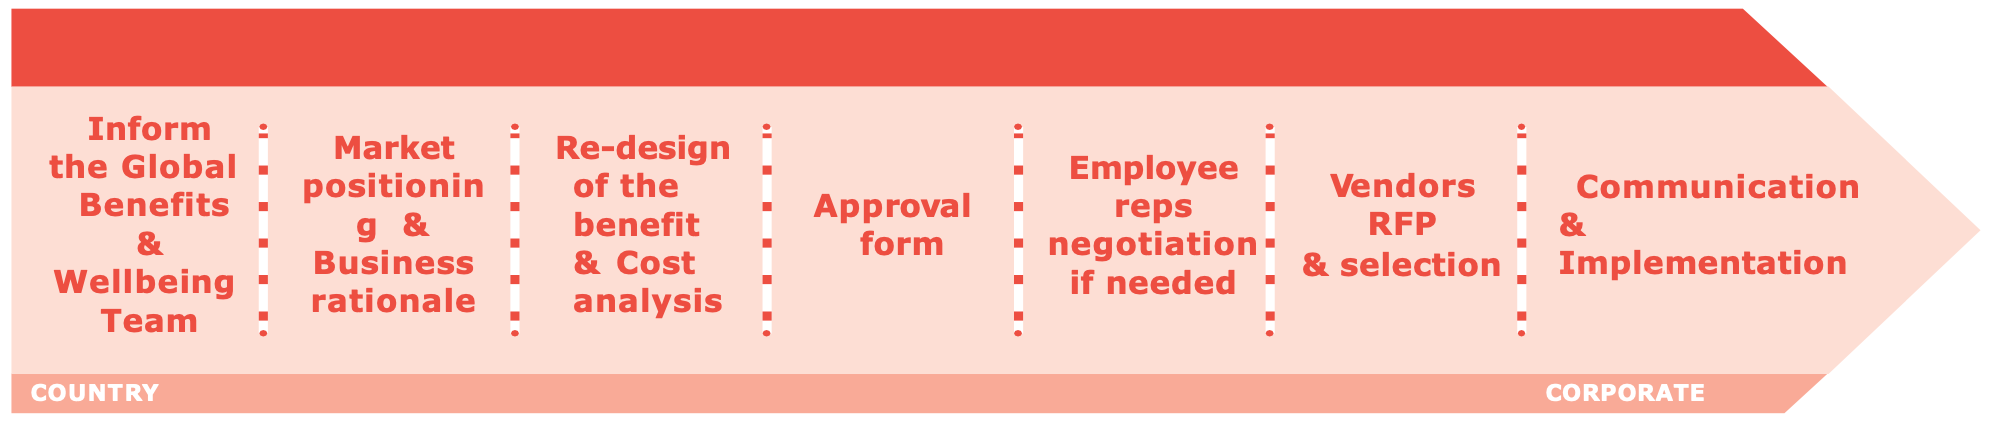 Inform
the Global
Benefits
&
Wellbeing
Team
Market
positionin
g &
Business
rationale
Re-design
of the
benefit
& Cost
analysis
Approval
form
Employee
reps
negotiation
if needed
Vendors
RFP
& selection
Communication
&
Implementation
COUNTRY
CORPORATE